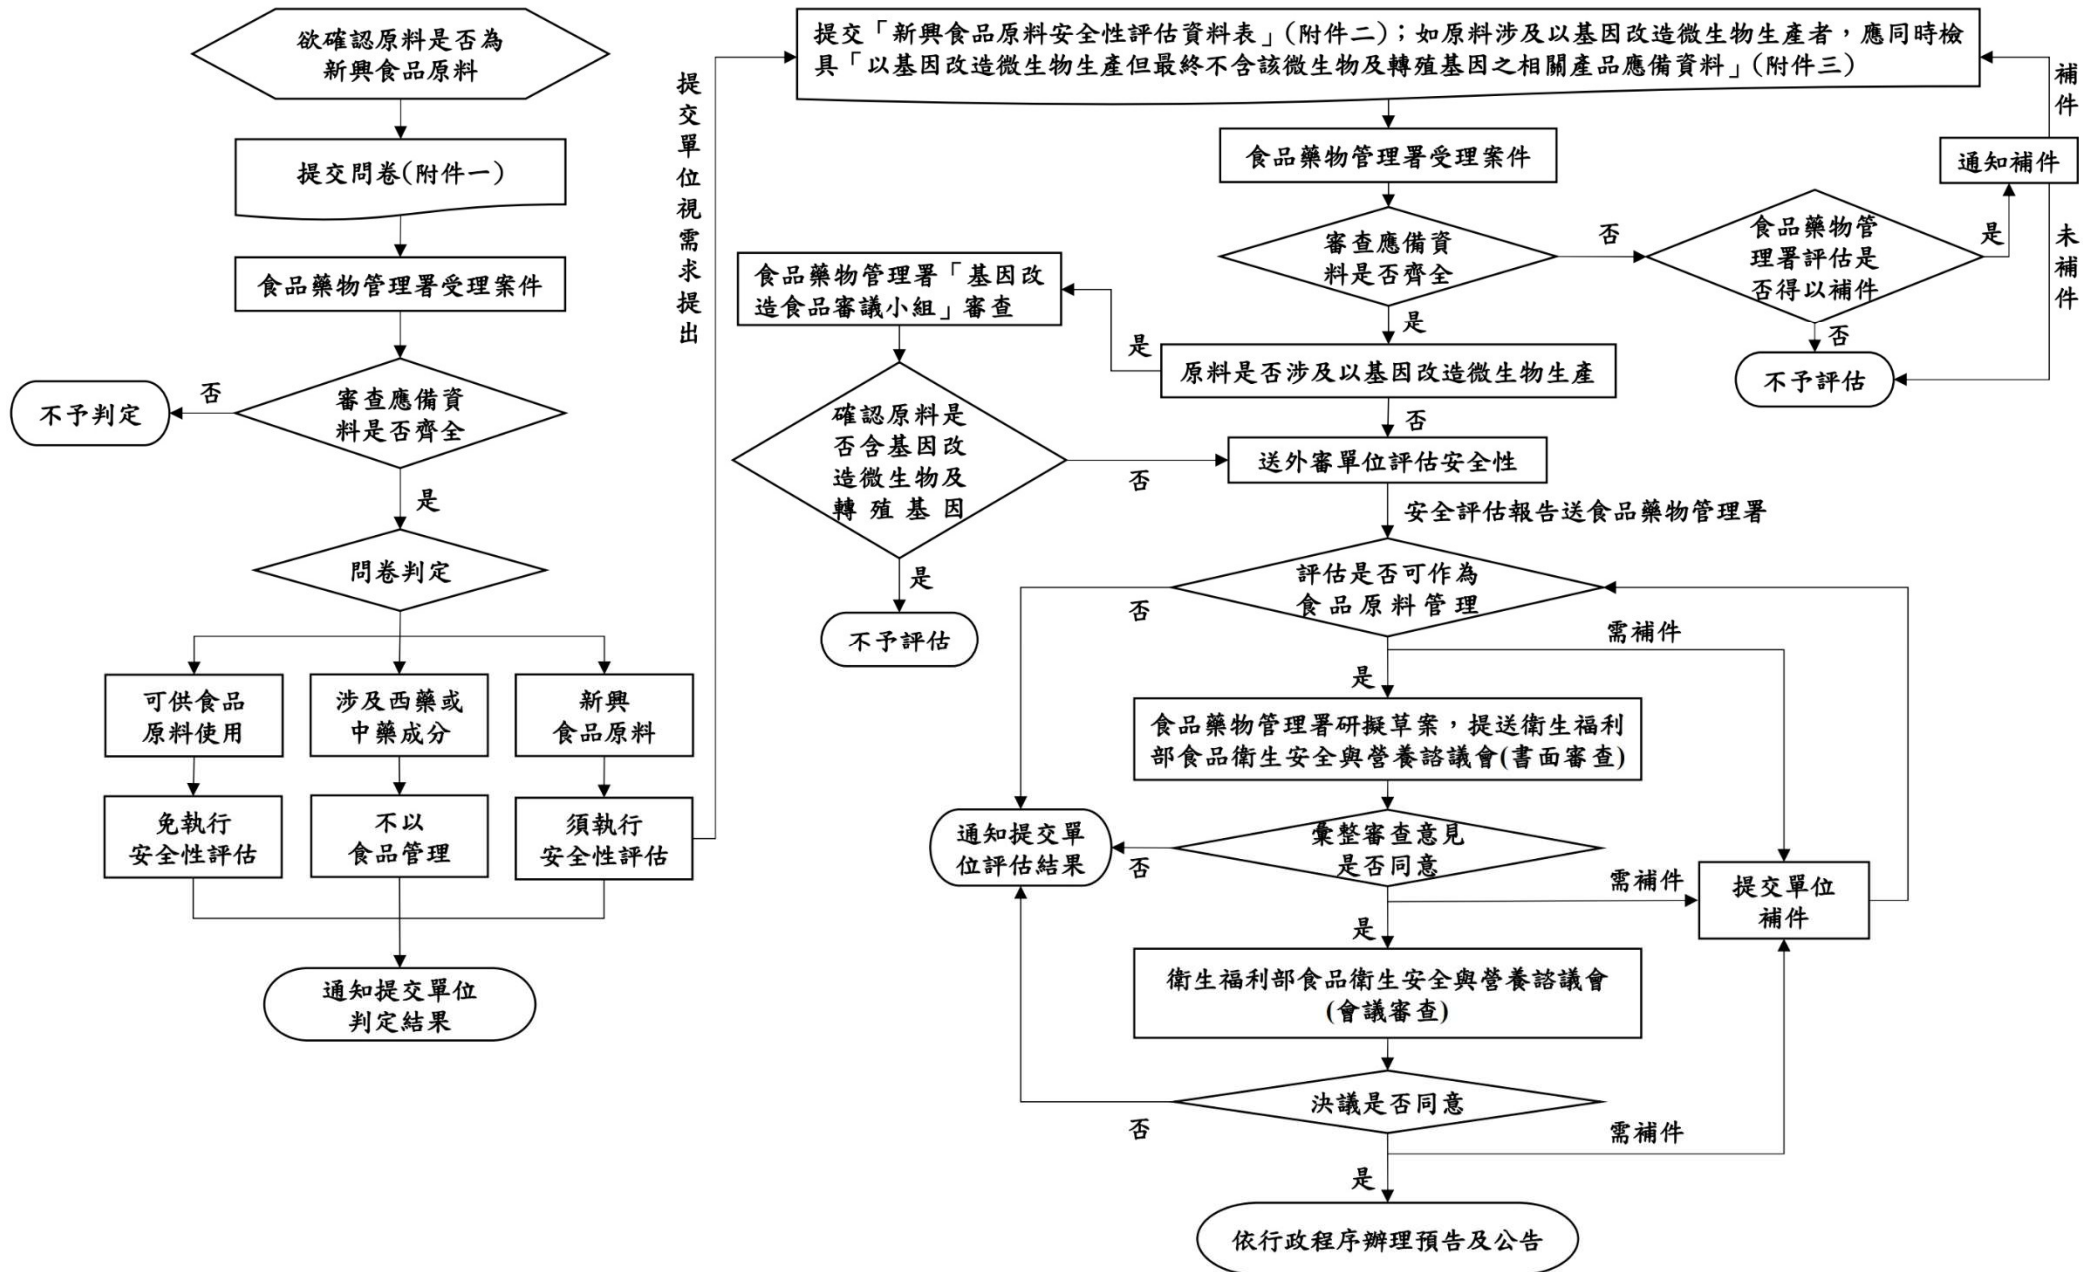 欲確認原料是否為
新興食品原料
提交問卷(附件一)
食品藥物管理署受理案件
審查應備資
料是否齊全
否
不予判定
是
問卷判定
可供食品
原料使用
涉及西藥或
中藥成分
新興
食品原料
免執行
安全性評估
不以
食品管理
須執行
安全性評估
通知提交單位
判定結果
提交單位視需求提出
提交「新興食品原料安全性評估資料表」(附件二)；如原料涉及以基因改造微生物生產者，應同時檢
具「以基因改造微生物生產但最終不含該微生物及轉殖基因之相關產品應備資料」(附件三)
食品藥物管理署受理案件
審查應備資
料是否齊全
否
食品藥物管
理署評估是
否得以補件
是
通知補件
補件
未補件
否
不予評估
是
原料是否涉及以基因改造微生物生產
是
食品藥物管理署「基因改
造食品審議小組」審查
確認原料是
否含基因改
造微生物及
轉殖基因
否
是
不予評估
否
送外審單位評估安全性
安全評估報告送食品藥物管理署
評估是否可作為
食品原料管理
否
需補件
是
食品藥物管理署研擬草案，提送衛生福利
部食品衛生安全與營養諮議會(書面審查)
彙整審查意見
是否同意
否
通知提交單
位評估結果
需補件
提交單位
補件
是
衛生福利部食品衛生安全與營養諮議會
(會議審查)
決議是否同意
否
需補件
是
依行政程序辦理預告及公告